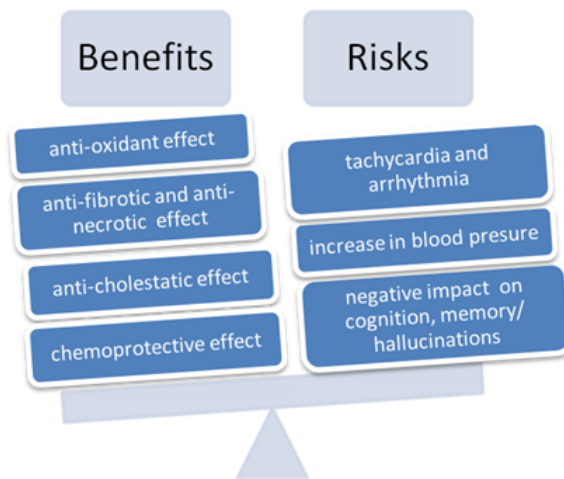 Benefits
Risks
anti-oxidant effect
anti-fibrotic and anti-
necrotic effect
anti-cholestatic effect
chemoprotective effect
tachycardia and
arrhythmia
increase in blood presure
negative impact on
cognition, memory/
hallucinations